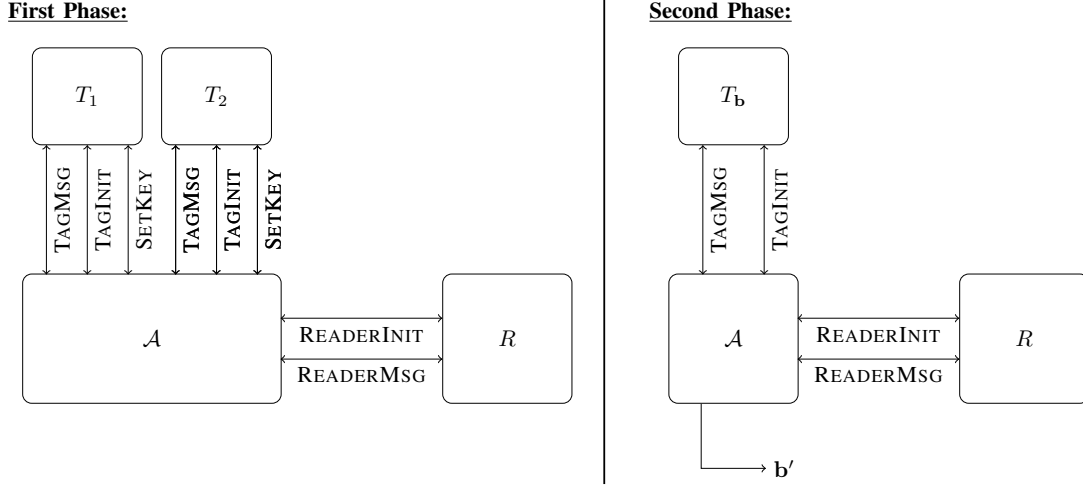 First Phase:
Second Phase:
T1
T2
Tb
TAGMSG
TAGINIT
SETKEY
TAGMSG
TAGINIT
SETKEY
TAGMSG
TAGINIT
A
READERINIT
READERMSG
R
A
READERINIT
READERMSG
R
b′